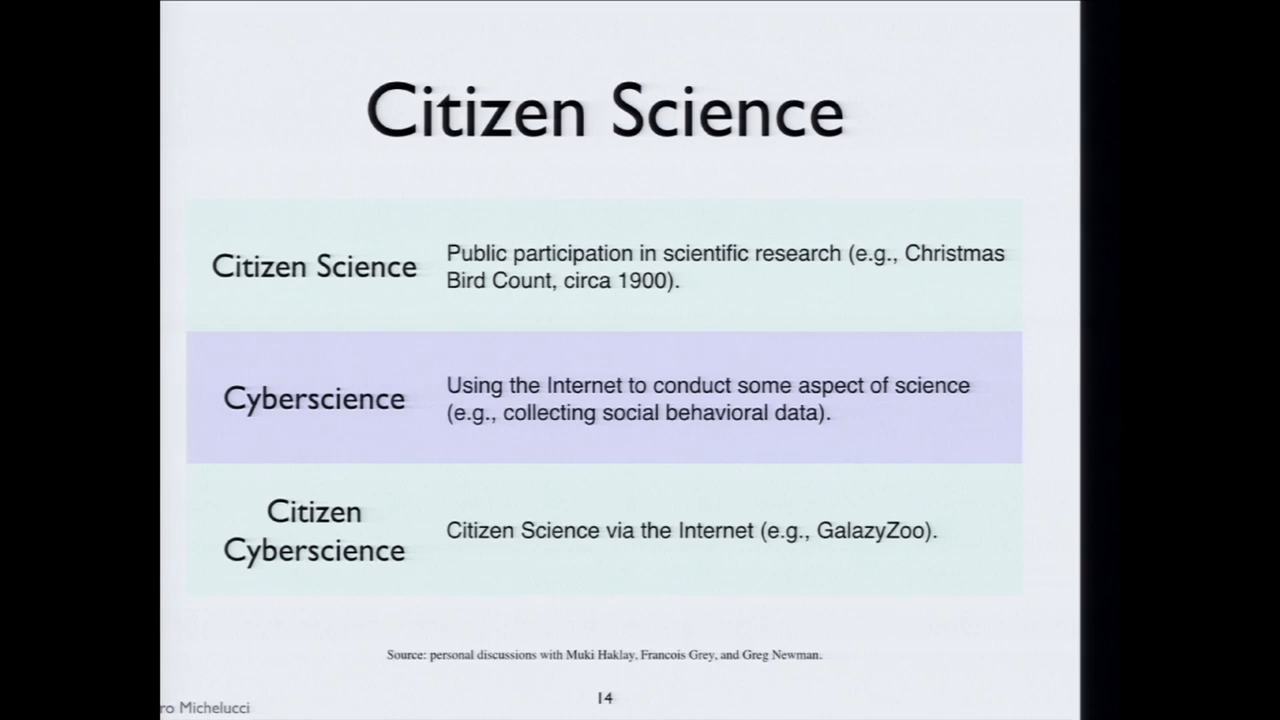 Citizen Science
Citizen Science
Public participation in scientific research (e.g., Christmas
Bird Count, circa 1900).
Cyberscience
Using the Internet to conduct some aspect of science
(e.g., collecting social behavioral data).
Citizen
Cyberscience
Citizen Science via the Internet (e.g., GalazyZoo).
Source: personal discussions with Muki Haklay, Francois Grey, and Greg Newman.
14
ro Michelucci